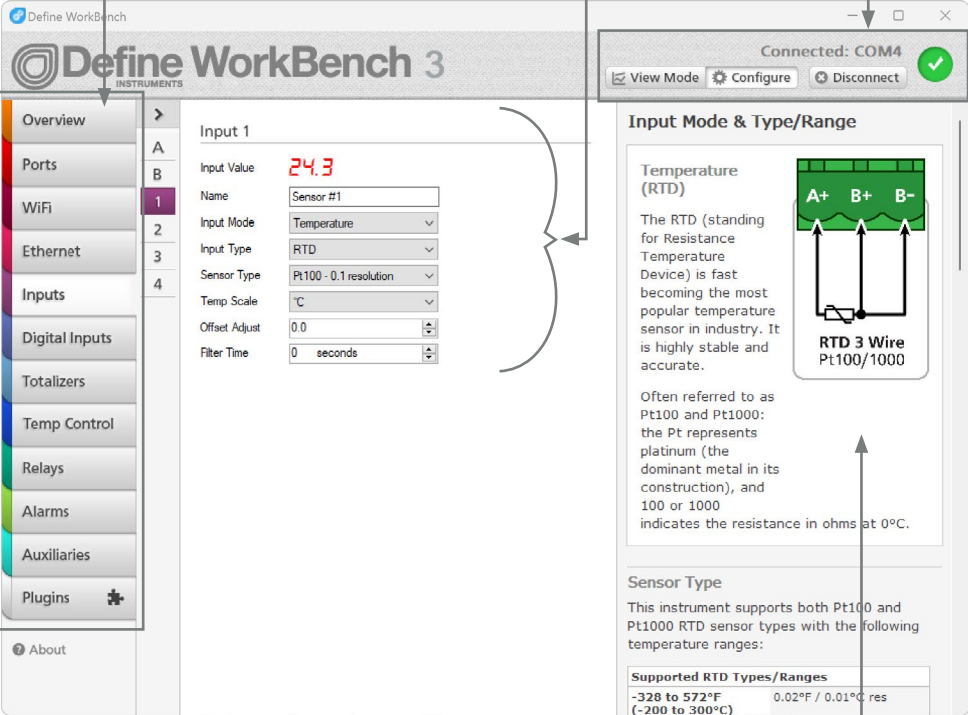 Define WorkBench
Define WorkBench 3
INSTRUMENTS
Connected: COM4
View Mode
Configure
Disconnect
Overview
Ports
WiFi
Ethernet
Inputs
Digital Inputs
Totalizers
Temp Control
Relays
Alarms
Auxiliaries
Plugins
About
A
B
1
2
3
4
Input 1
Input Value 24.3
Name Sensor #1
Input Mode Temperature
Input Type RTD
Sensor Type Pt100 - 0.1 resolution
Temp Scale °C
Offset Adjust 0.0
Filter Time 0 seconds
Input Mode & Type/Range
Temperature
(RTD)
The RTD (standing
for Resistance
Temperature
Device) is fast
becoming the most
popular temperature
sensor in industry. It
is highly stable and
accurate.
Often referred to as
Pt100 and Pt1000:
the Pt represents
platinum (the
dominant metal in its
construction), and
100 or 1000
indicates the resistance in ohms at 0°C.
A+ B+ B-
RTD 3 Wire
Pt100/1000
Sensor Type
This instrument supports both Pt100 and
Pt1000 RTD sensor types with the following
temperature ranges:
Supported RTD Types/Ranges
-328 to 572°F 0.02°F / 0.01°C res
(-200 to 300°C)